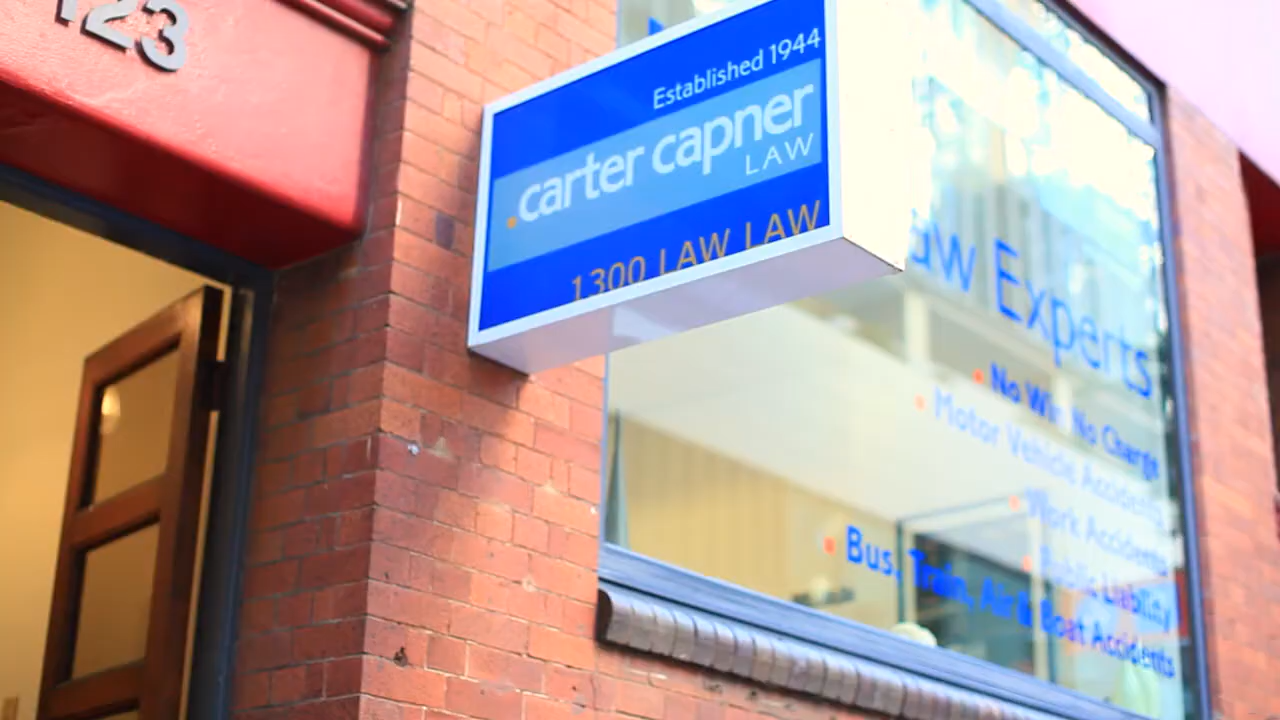 123
Established 1944
.carter capner
LAW
1300 LAW LAW
aw Experts
No Win No Charge
Motor Vehicle Accidents
Work Accidents
Public Liability
Bus, Train, Air & Boat Accidents